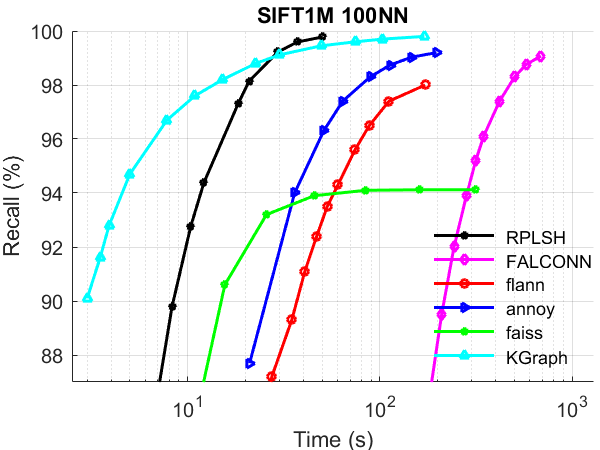 SIFT1M 100NN
Recall (%)
100
98
96
94
92
90
88
RPLSH
FALCONN
flann
annoy
faiss
KGraph
10^1
10^2
10^3
Time (s)